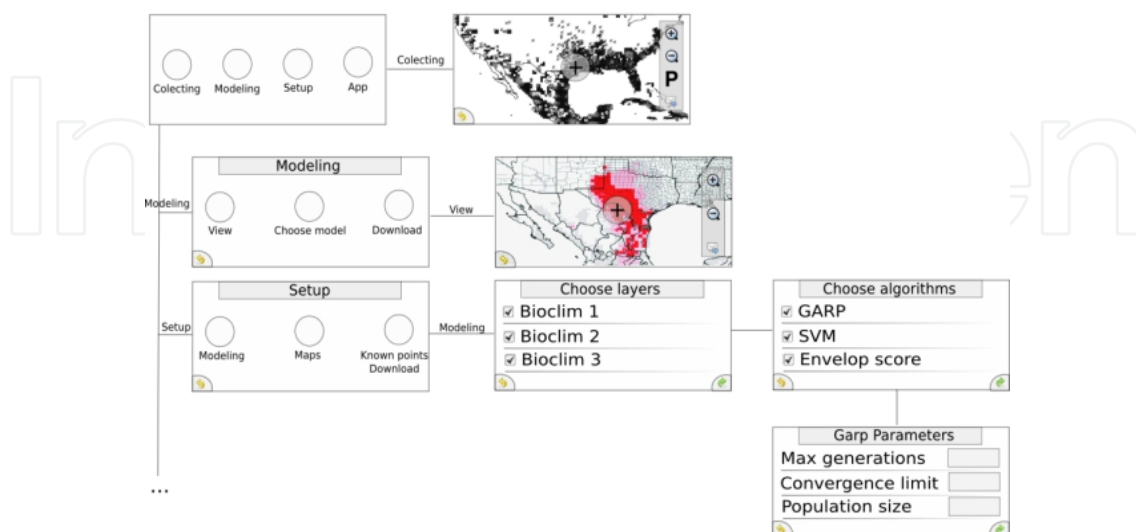 Colecting
Modeling
Setup
App
Colecting
P
Modeling
Modeling
View
Choose model
Download
View
Setup
Setup
Modeling
Maps
Known points
Download
Modeling
Choose layers
Bioclim 1
Bioclim 2
Bioclim 3
Choose algorithms
GARP
SVM
Envelop score
Garp Parameters
Max generations
Convergence limit
Population size
...